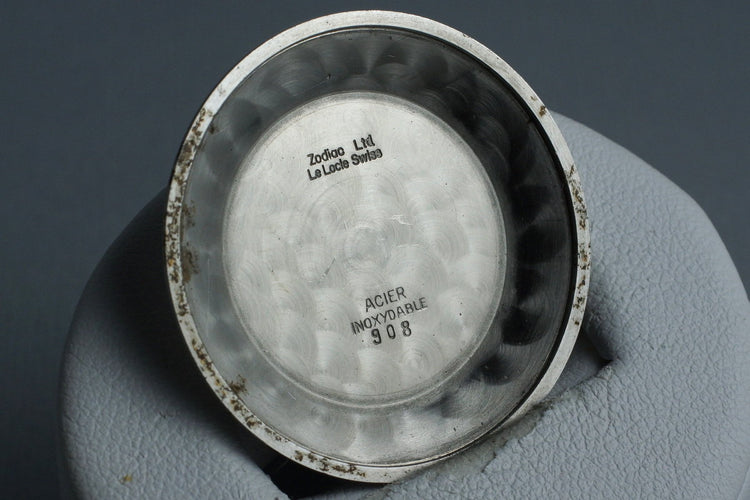 Zodiac Ltd.
Le Locle Swiss
ACIER
INOXYDABLE
908